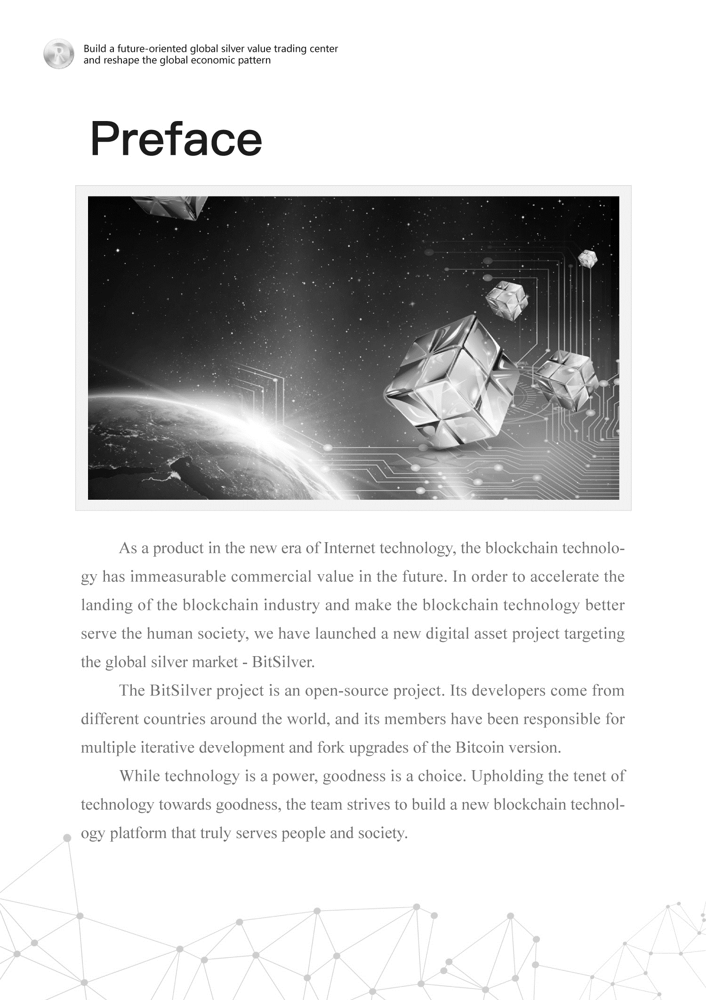 R
Build a future-oriented global silver value trading center
and reshape the global economic pattern
Preface
As a product in the new era of Internet technology, the blockchain technolo-
gy has immeasurable commercial value in the future. In order to accelerate the
landing of the blockchain industry and make the blockchain technology better
serve the human society, we have launched a new digital asset project targeting
the global silver market - BitSilver.
The BitSilver project is an open-source project. Its developers come from
different countries around the world, and its members have been responsible for
multiple iterative development and fork upgrades of the Bitcoin version.
While technology is a power, goodness is a choice. Upholding the tenet of
technology towards goodness, the team strives to build a new blockchain technol-
ogy platform that truly serves people and society.